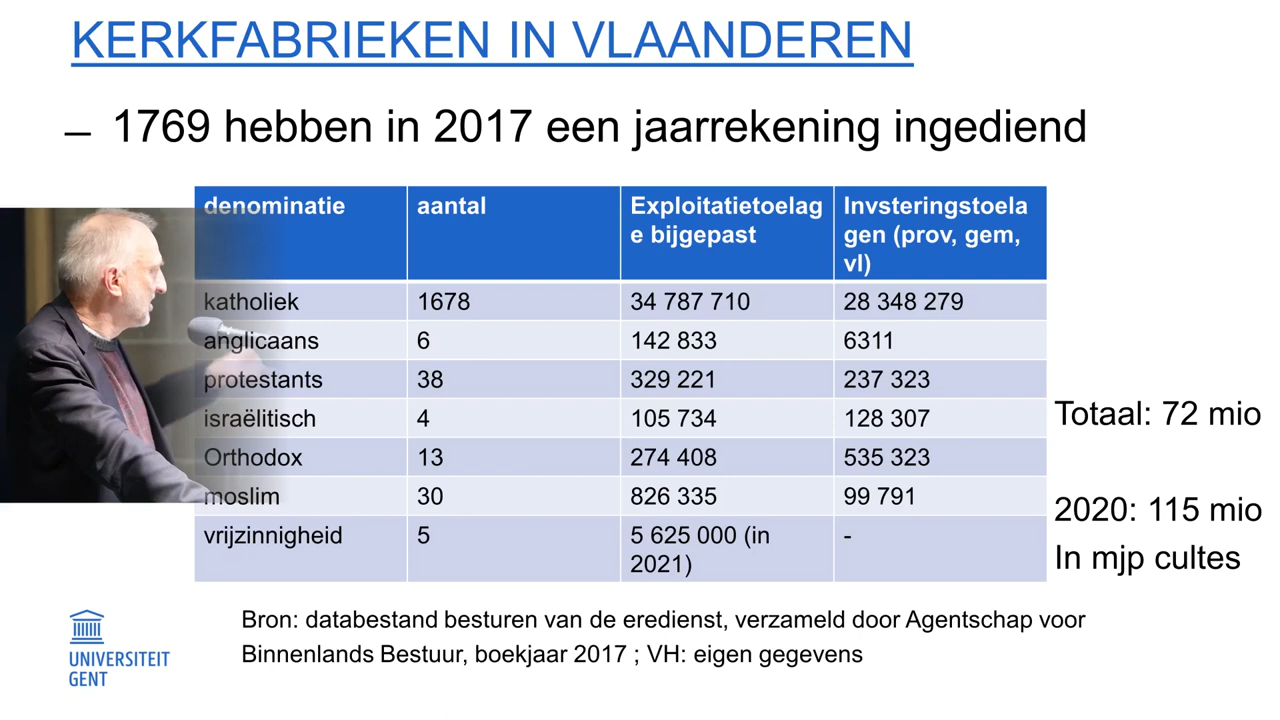 KERKFABRIEKEN IN VLAANDEREN
– 1769 hebben in 2017 een jaarrekening ingediend
denominatie aantal Exploitatietoelag Invsteringstoela
e bijgepast gen (prov, gem,
vl)
katholiek 1678 34 787 710 28 348 279
anglicaans 6 142 833 6311
protestants 38 329 221 237 323
israëlitisch 4 105 734 128 307
Orthodox 13 274 408 535 323
moslim 30 826 335 99 791
vrijzinnigheid 5 5 625 000 (in -
2021)
Totaal: 72 mio
2020: 115 mio
In mjp cultes
Bron: databestand besturen van de eredienst, verzameld door Agentschap voor
Binnenlands Bestuur, boekjaar 2017 ; VH: eigen gegevens
UNIVERSITEIT
GENT